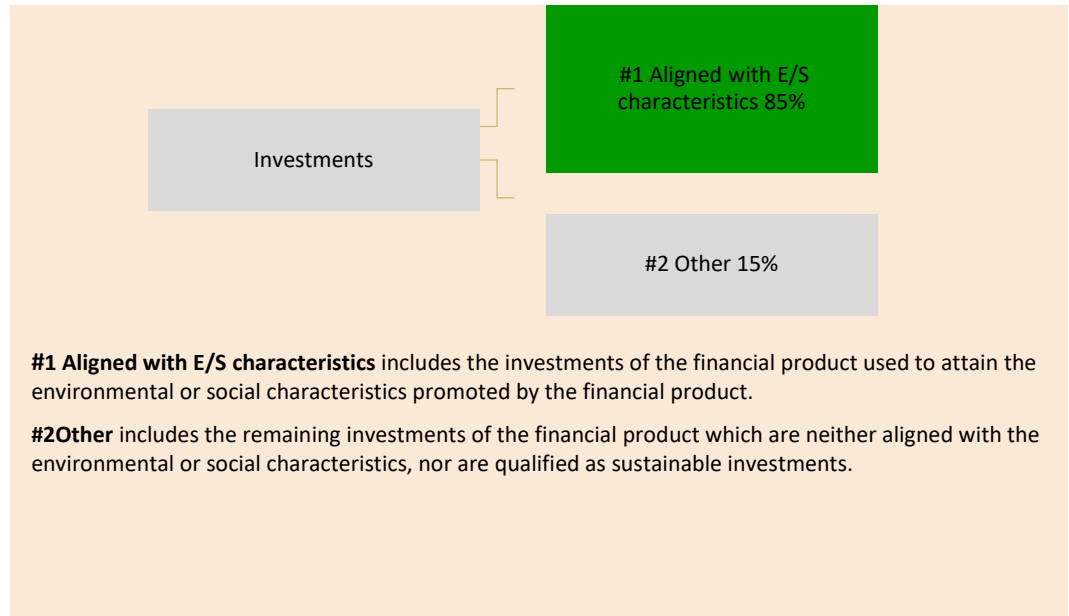 #1 Aligned with E/S
characteristics 85%
Investments
#2 Other 15%
#1 Aligned with E/S characteristics includes the investments of the financial product used to attain the
environmental or social characteristics promoted by the financial product.
#2Other includes the remaining investments of the financial product which are neither aligned with the
environmental or social characteristics, nor are qualified as sustainable investments.